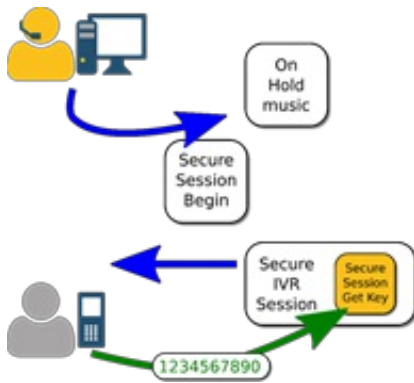 On
Hold
music
Secure
Session
Begin
Secure
IVR
Session
Secure
Session
Get Key
1234567890